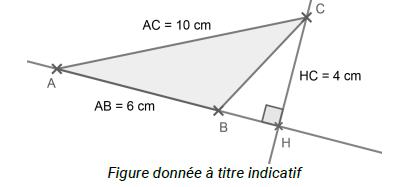 C
AC = 10 cm
HC = 4 cm
A
AB = 6 cm
B
H
Figure donnée à titre indicatif